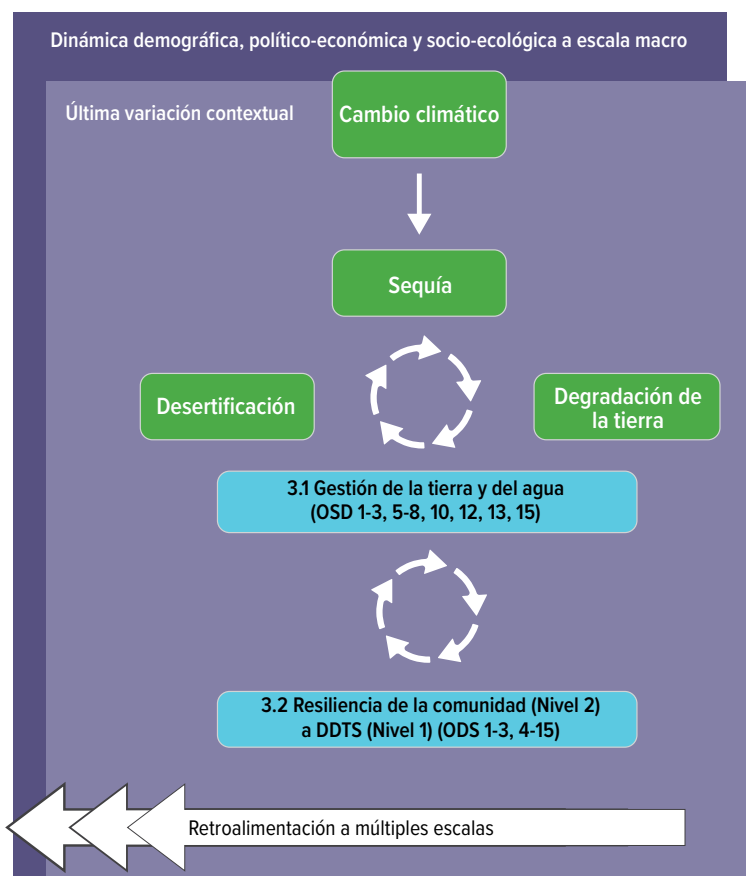 Dinámica demográfica, político-económica y socio-ecológica a escala macro
Última variación contextual
Cambio climático
Sequía
Desertificación
Degradación de
la tierra
3.1 Gestión de la tierra y del agua
(OSD 1-3, 5-8, 10, 12, 13, 15)
3.2 Resiliencia de la comunidad (Nivel 2)
a DDTS (Nivel 1) (ODS 1-3, 4-15)
Retroalimentación a múltiples escalas